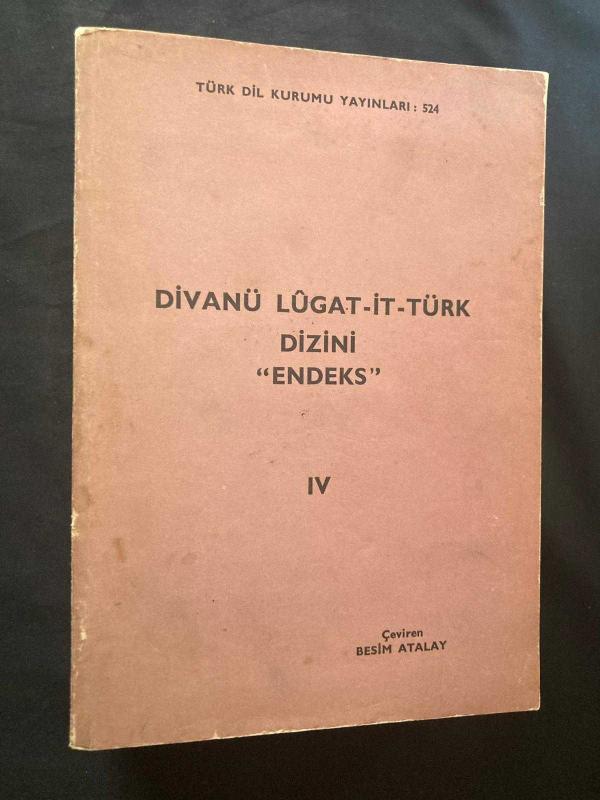 TÜRK DİL KURUMU YAYINLARI: 524
DİVANÜ LÛGAT-İT-TÜRK
DİZİNİ
“ENDEKS”
IV
Çeviren
BESİM ATALAY